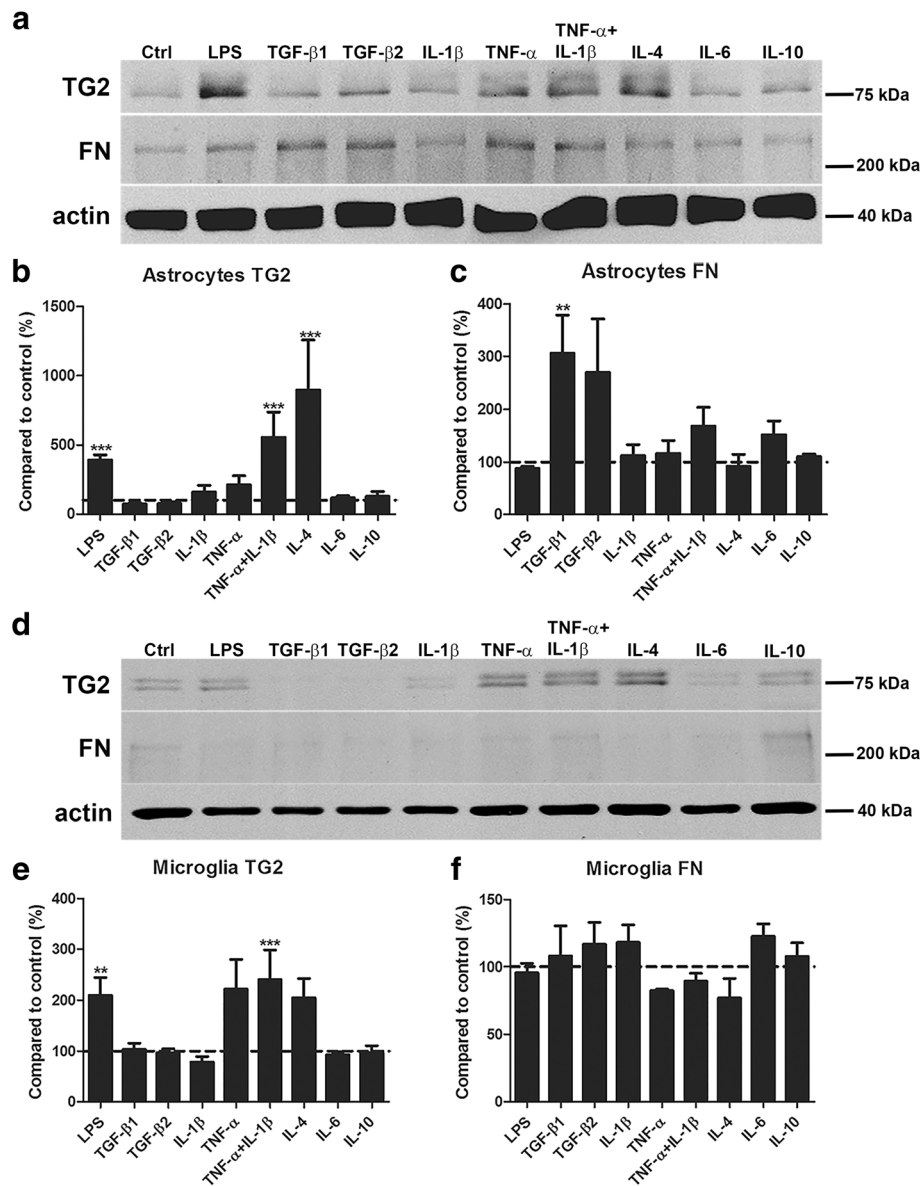 a
Ctrl LPS TGF-β1 TGF-β2 IL-1β TNF-α TNF-α+ IL-1β IL-4 IL-6 IL-10
TG2 75 kDa
FN 200 kDa
actin 40 kDa
b
Astrocytes TG2
Compared to control (%)
1500
1000
500
0
***
***
***
LPS TGF-β1 TGF-β2 IL-1β TNF-α TNF-α+IL-1β IL-4 IL-6 IL-10
c
Astrocytes FN
Compared to control (%)
400
300
200
100
0
**
LPS TGF-β1 TGF-β2 IL-1β TNF-α TNF-α+IL-1β IL-4 IL-6 IL-10
d
Ctrl LPS TGF-β1 TGF-β2 IL-1β TNF-α TNF-α+ IL-1β IL-4 IL-6 IL-10
TG2 75 kDa
FN 200 kDa
actin 40 kDa
e
Microglia TG2
Compared to control (%)
400
300
200
100
0
**
***
LPS TGF-β1 TGF-β2 IL-1β TNF-α TNF-α+IL-1β IL-4 IL-6 IL-10
f
Microglia FN
Compared to control (%)
150
100
50
0
LPS TGF-β1 TGF-β2 IL-1β TNF-α TNF-α+IL-1β IL-4 IL-6 IL-10